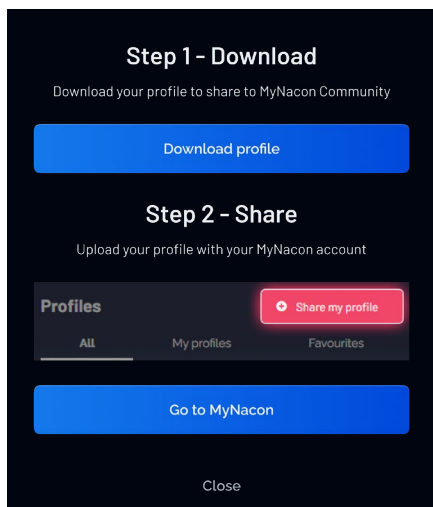 Step 1 - Download
Download your profile to share to MyNacon Community
Download profile
Step 2 - Share
Upload your profile with your MyNacon account
Profiles
Share my profile
All My profiles Favourites
Go to MyNacon
Close